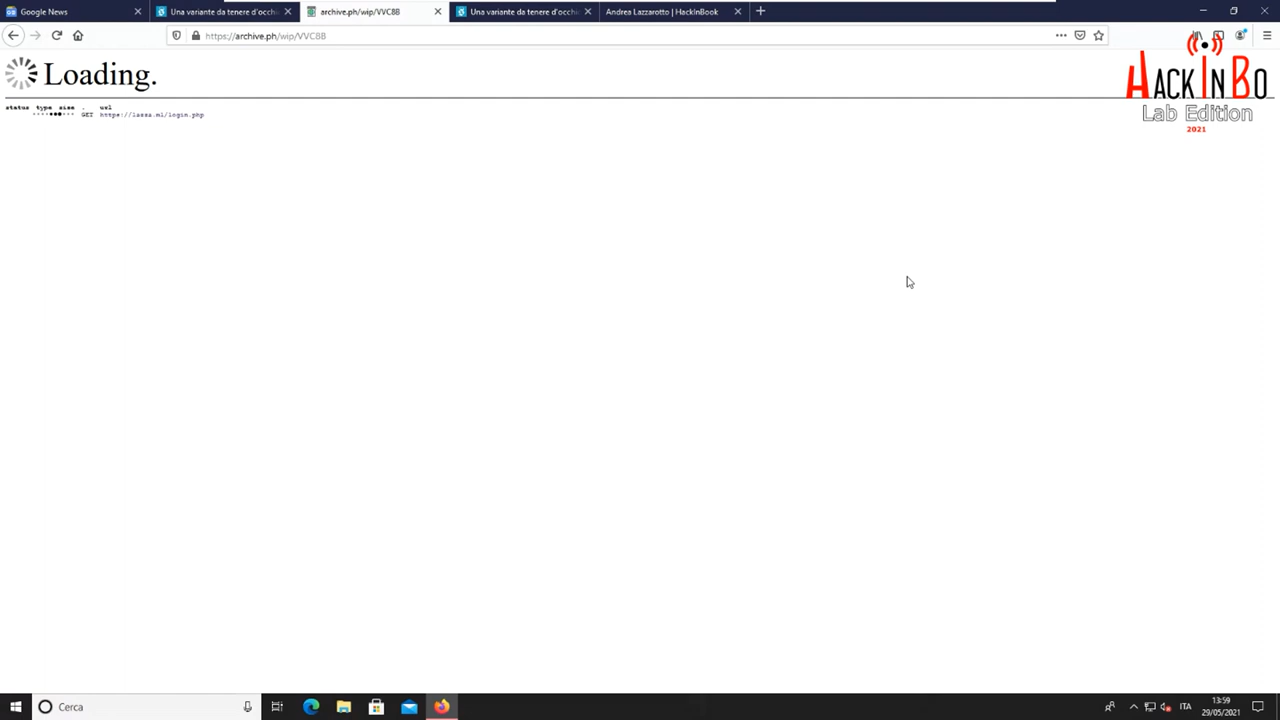 Google News
Una variante da tenere d'occhi
archive.ph/wip/VVC8B
Una variante da tenere d'occhi
Andrea Lazzarotto | HackInBook
https://archive.ph/wip/VVC8B
Loading.
HACKINBO
Lab Edition
2021
status type size . url
GET https://lazza.ml/login.php
Cerca
ITA
13:59
29/05/2021